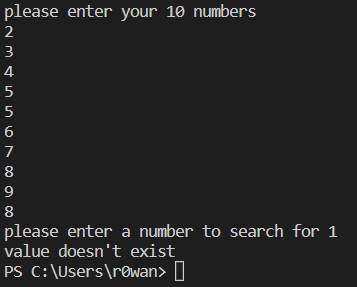 please enter your 10 numbers
2
3
4
5
5
6
7
8
9
8
please enter a number to search for 1
value doesn't exist
PS C:\Users\r0wan>